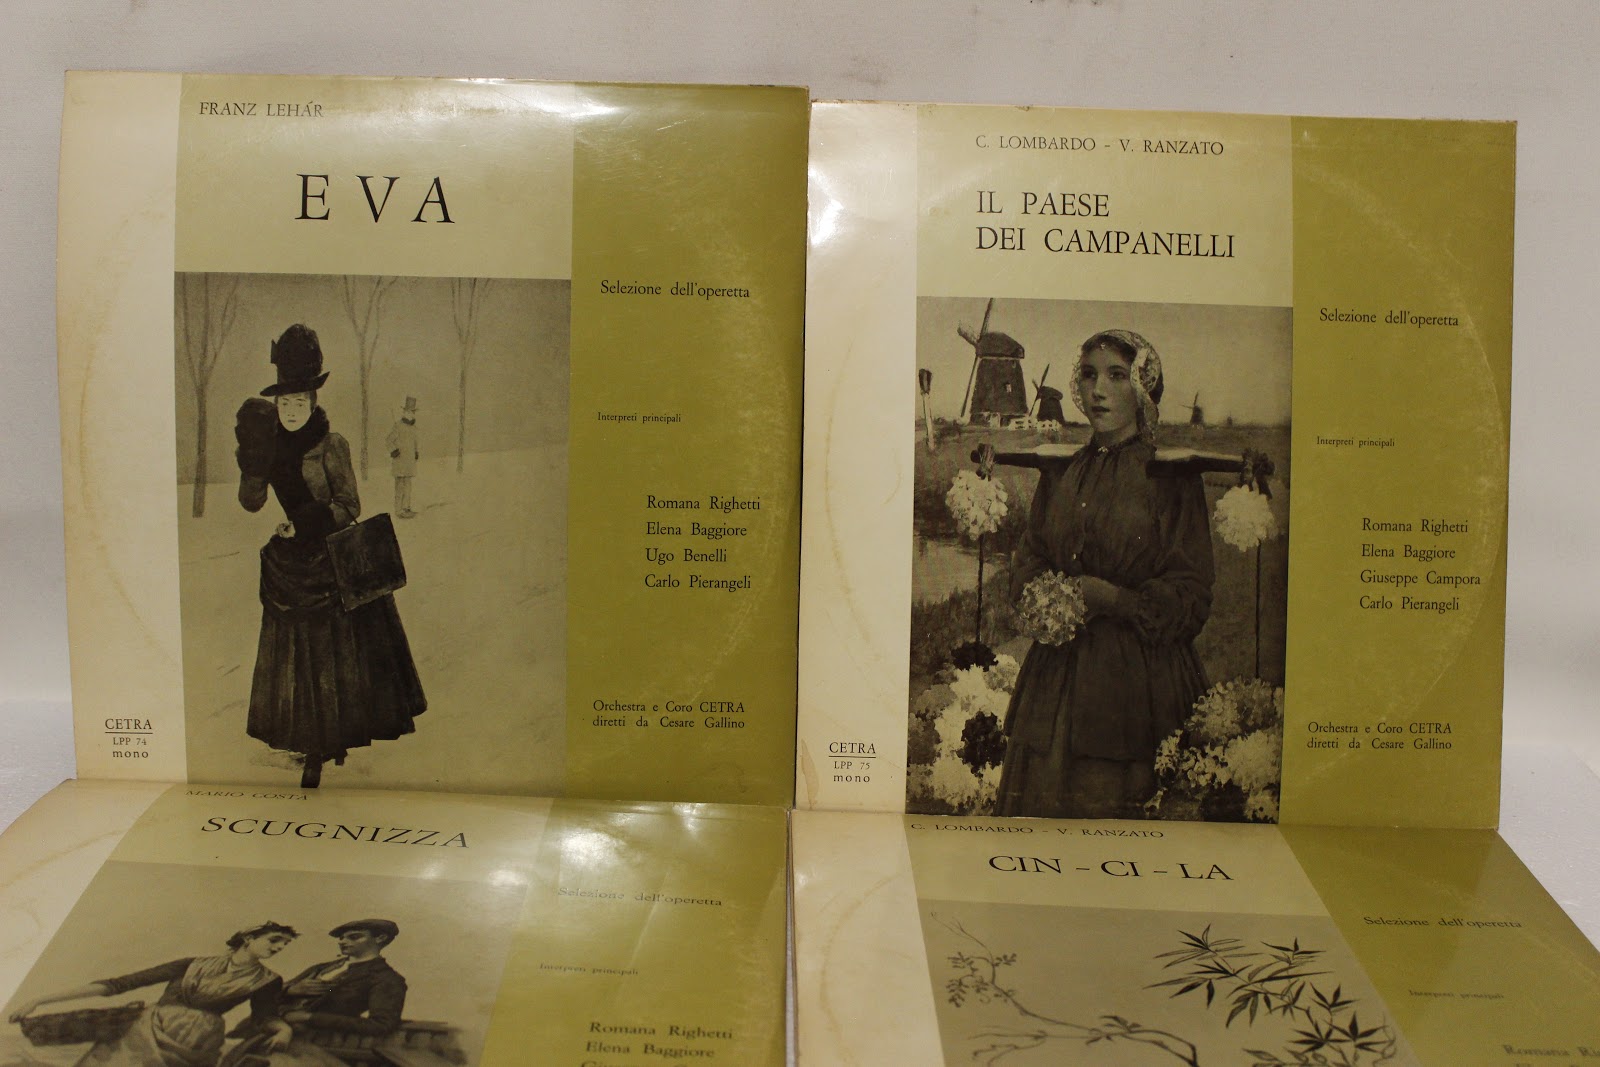 FRANZ LEHÁR
EVA
Selezione dell'operetta
Interpreti principali
Romana Righetti
Elena Baggiore
Ugo Benelli
Carlo Pierangeli
Orchestra e Coro CETRA
diretti da Cesare Gallino
CETRA
LPP 74
mono
C. LOMBARDO - V. RANZATO
IL PAESE
DEI CAMPANELLI
Selezione dell'operetta
Interpreti principali
Romana Righetti
Elena Baggiore
Giuseppe Campora
Carlo Pierangeli
Orchestra e Coro CETRA
diretti da Cesare Gallino
CETRA
LPP 75
mono
MARIO COSTA
SCUGNIZZA
Selezione dell'operetta
Interpreti principali
Romana Righetti
Elena Baggiore
C. LOMBARDO - V. RANZATO
CIN - CI - LA
Selezione dell'operetta
Interpreti principali
Romana